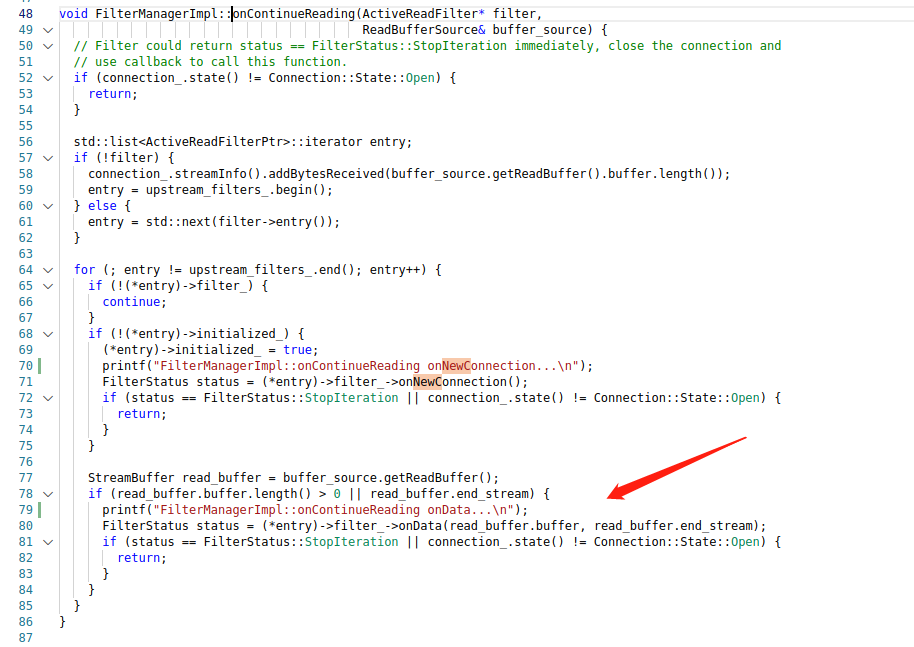 48 void FilterManagerImpl::onContinueReading(ActiveReadFilter* filter,
49                                           ReadBufferSource& buffer_source) {
50   // Filter could return status == FilterStatus::StopIteration immediately, close the connection and
51   // use callback to call this function.
52   if (connection_.state() != Connection::State::Open) {
53     return;
54   }
55
56   std::list<ActiveReadFilterPtr>::iterator entry;
57   if (!filter) {
58     connection_.streamInfo().addBytesReceived(buffer_source.getReadBuffer().buffer.length());
59     entry = upstream_filters_.begin();
60   } else {
61     entry = std::next(filter->entry());
62   }
63
64   for (; entry != upstream_filters_.end(); entry++) {
65     if (!(*entry)->filter_) {
66       continue;
67     }
68     if (!(*entry)->initialized_) {
69       (*entry)->initialized_ = true;
70       printf("FilterManagerImpl::onContinueReading onNewConnection...\n");
71       FilterStatus status = (*entry)->filter_->onNewConnection();
72       if (status == FilterStatus::StopIteration || connection_.state() != Connection::State::Open) {
73         return;
74       }
75     }
76
77     StreamBuffer read_buffer = buffer_source.getReadBuffer();
78     if (read_buffer.buffer.length() > 0 || read_buffer.end_stream) {
79       printf("FilterManagerImpl::onContinueReading onData...\n");
80       FilterStatus status = (*entry)->filter_->onData(read_buffer.buffer, read_buffer.end_stream);
81       if (status == FilterStatus::StopIteration || connection_.state() != Connection::State::Open) {
82         return;
83       }
84     }
85   }
86 }
87